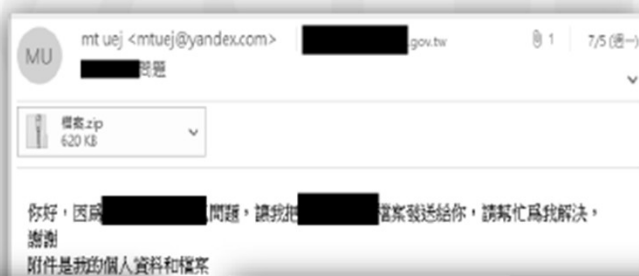 MU
mt uej <mtuej@yandex.com>
.gov.tw
1
7/5 (週一)
問題
檔案.zip
620 KB
你好,因爲 問題,讓我把 檔案發送給你,請幫忙爲我解決,
謝謝
附件是我的個人資料和檔案